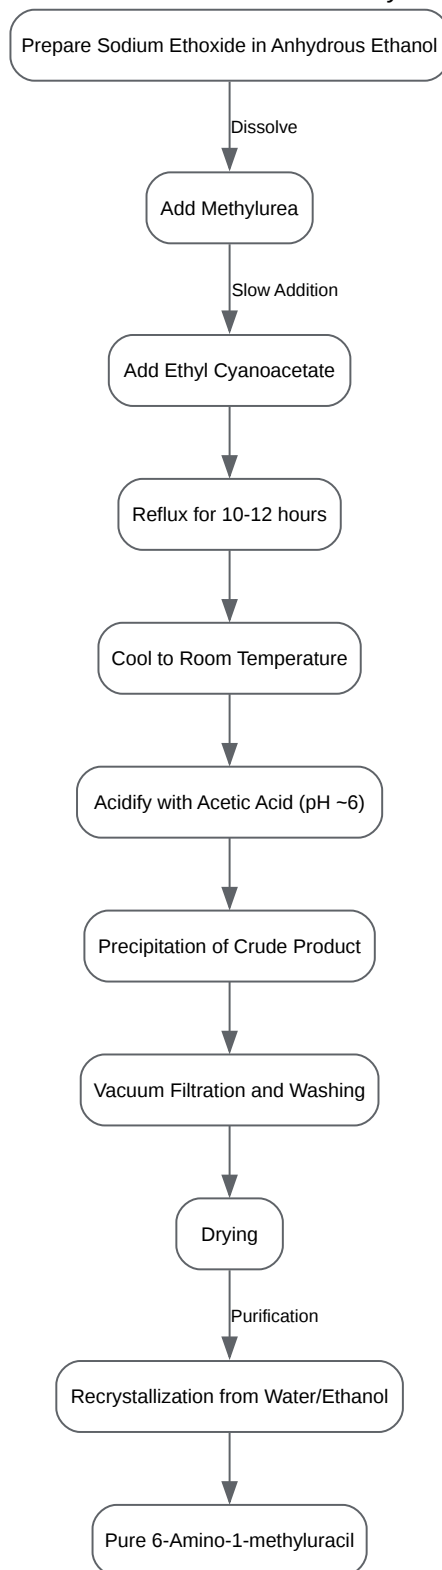 Prepare Sodium Ethoxide in Anhydrous Ethanol
Dissolve
Add Methylurea
Slow Addition
Add Ethyl Cyanoacetate
Reflux for 10-12 hours
Cool to Room Temperature
Acidify with Acetic Acid (pH ~6)
Precipitation of Crude Product
Vacuum Filtration and Washing
Drying
Purification
Recrystallization from Water/Ethanol
Pure 6-Amino-1-methyluracil